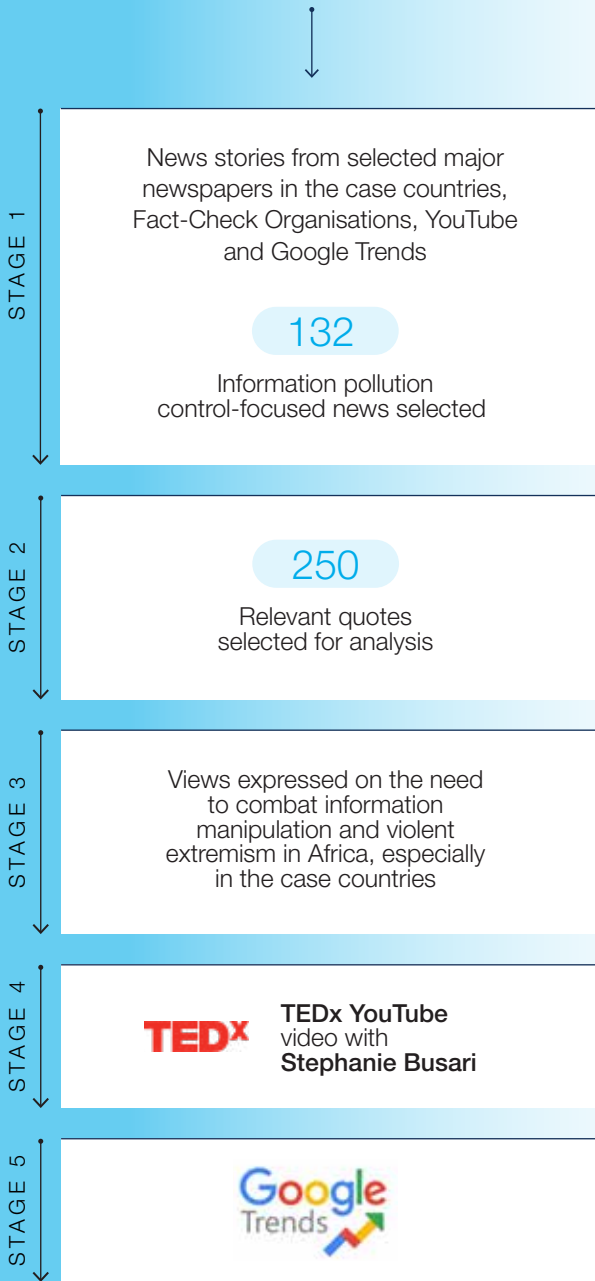 STAGE 1
News stories from selected major
newspapers in the case countries,
Fact-Check Organisations, YouTube
and Google Trends
132
Information pollution
control-focused news selected
STAGE 2
250
Relevant quotes
selected for analysis
STAGE 3
Views expressed on the need
to combat information
manipulation and violent
extremism in Africa, especially
in the case countries
STAGE 4
TEDx
TEDx YouTube
video with
Stephanie Busari
STAGE 5
Google
Trends